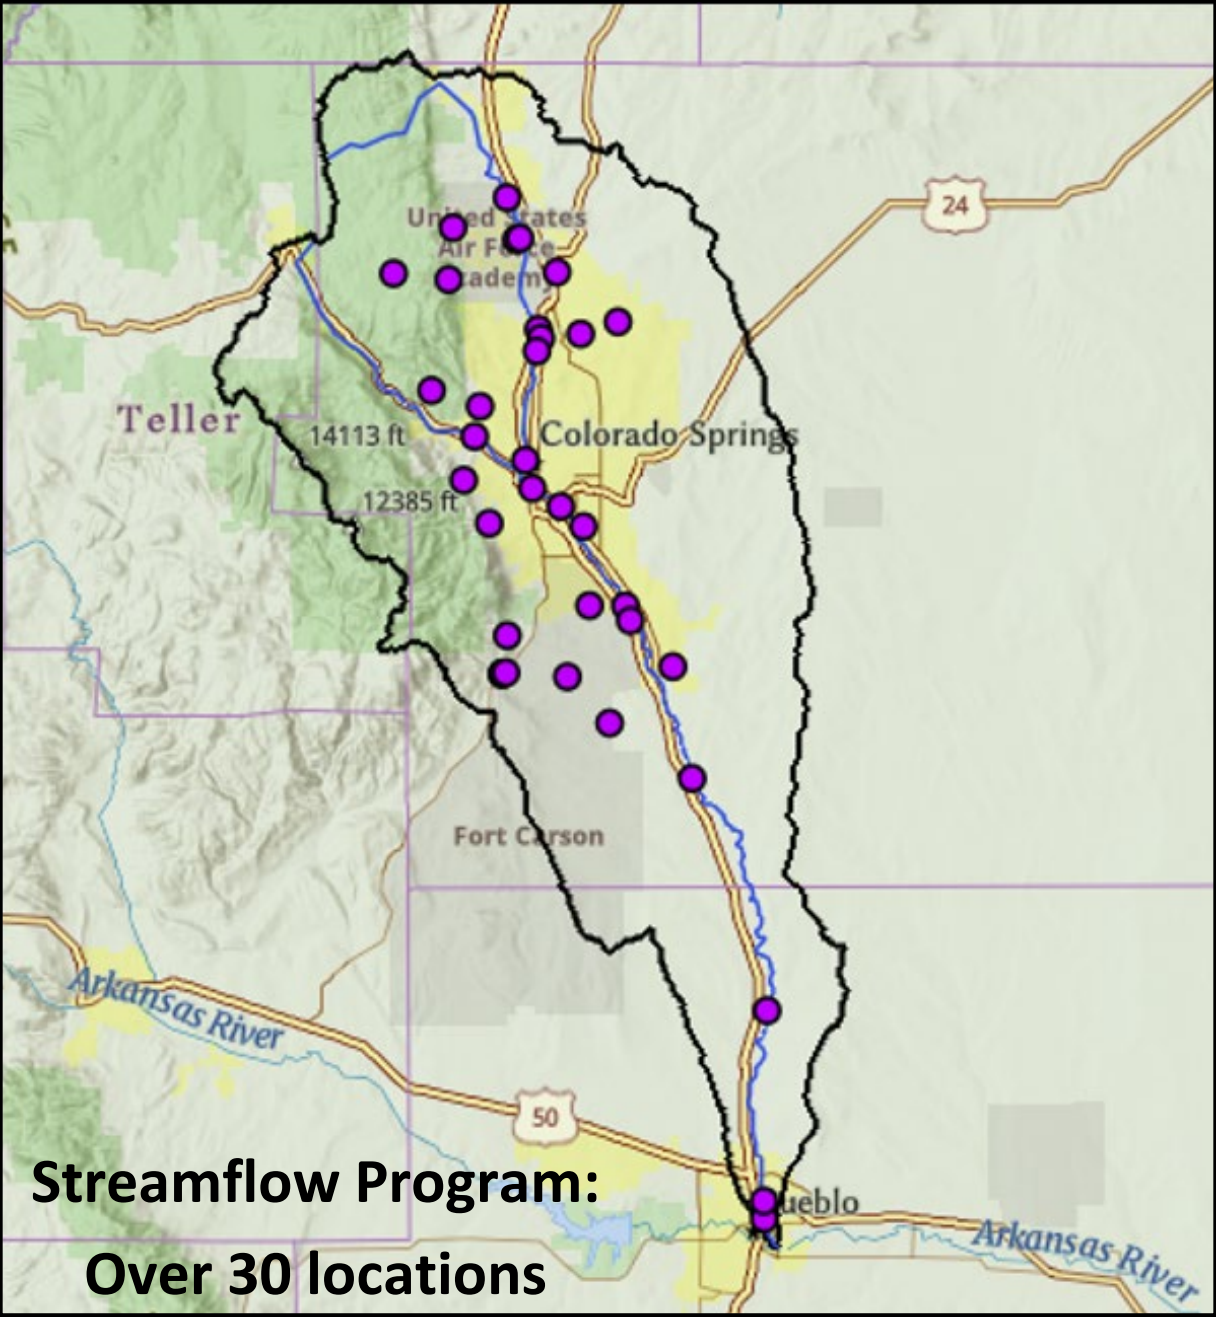 United States
Air Force
Academy
24
Teller
14113 ft
Colorado Springs
12385 ft
Fort Carson
Arkansas River
50
Streamflow Program:
Pueblo
Arkansas River
Over 30 locations